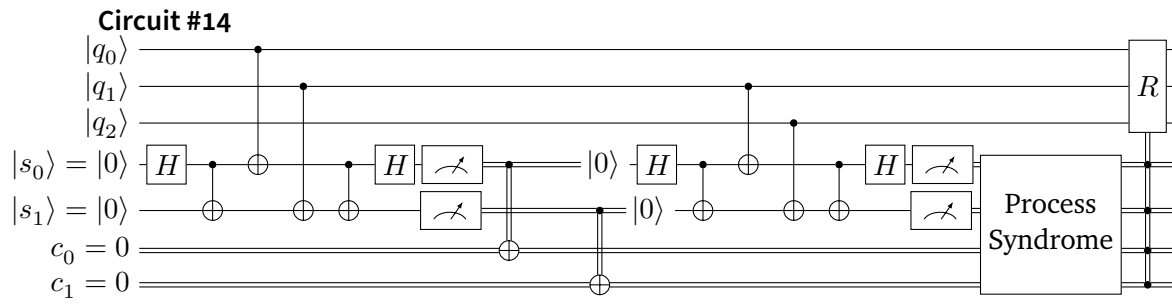 Circuit #14
|q₀⟩
|q₁⟩ R
|q₂⟩
|s₀⟩ = |0⟩ H H |0⟩ H H
|s₁⟩ = |0⟩ |0⟩ Process
c₀ = 0 Syndrome
c₁ = 0